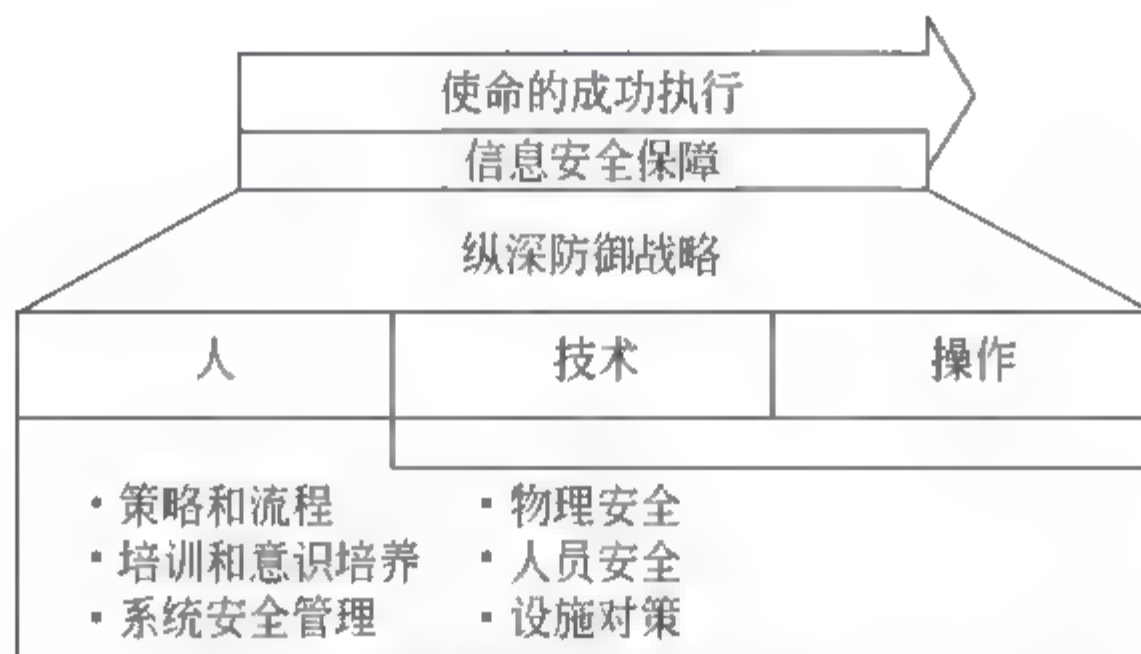 使命的成功执行
信息安全保障
纵深防御战略
人 技术 操作
▪ 策略和流程 ▪ 物理安全
▪ 培训和意识培养 ▪ 人员安全
▪ 系统安全管理 ▪ 设施对策